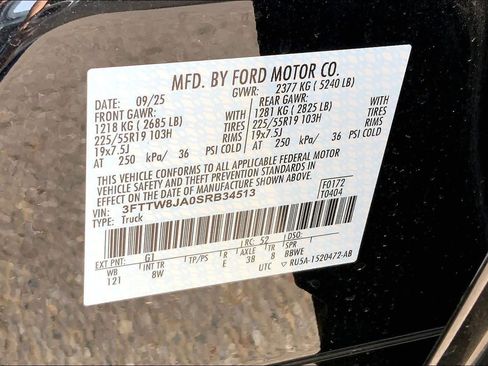 MFD. BY FORD MOTOR CO.
DATE: 09/25 GVWR: 2377 KG ( 5240 LB)
FRONT GAWR: REAR GAWR:
1218 KG ( 2685 LB) WITH 1281 KG ( 2825 LB) WITH
225/55R19 103H TIRES 225/55R19 103H TIRES
19x7.5J RIMS 19x7.5J RIMS
AT 250 kPa/ 36 PSI COLD AT 250 kPa/ 36 PSI COLD
THIS VEHICLE CONFORMS TO ALL APPLICABLE FEDERAL MOTOR
VEHICLE SAFETY AND BUMPER AND THEFT PREVENTION STANDARDS IN
EFFECT ON THE DATE OF MANUFACTURE SHOWN ABOVE.
VIN: 3FTTW8JA0SRB34513 F0172
TYPE: Truck T0404
EXT PNT: G1 RC: 52 DSO:
WB INT TR TP/PS R AXLE TR SPR
121 8W E 38 8 BBWE
UTC RU5A-1520472-AB